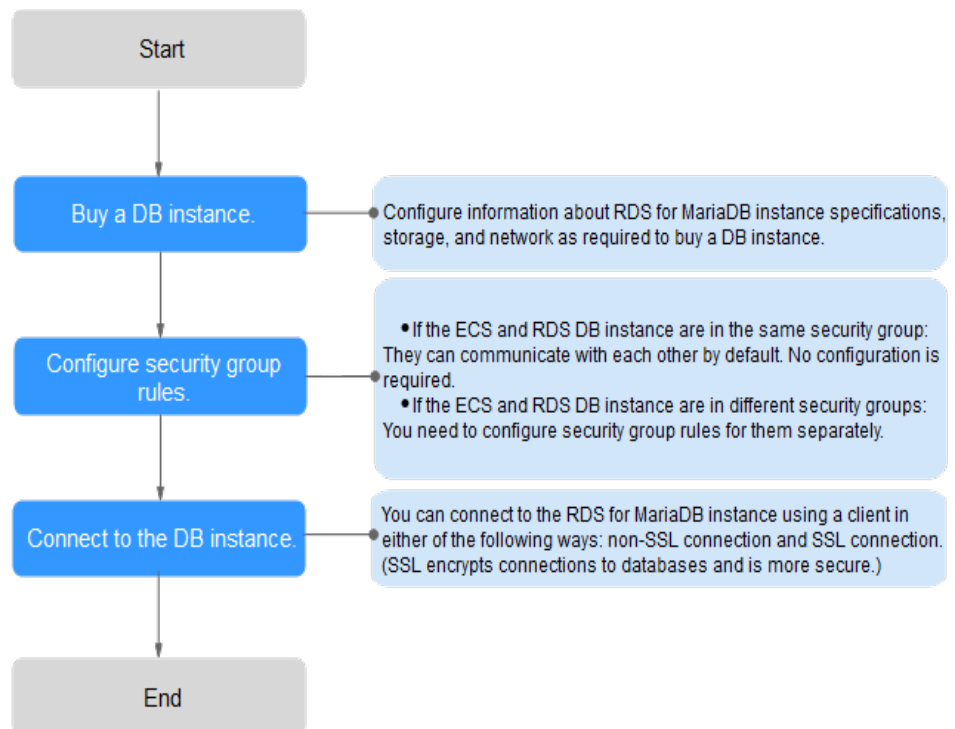 Start
Buy a DB instance.
Configure information about RDS for MariaDB instance specifications,
storage, and network as required to buy a DB instance.
Configure security group
rules.
•If the ECS and RDS DB instance are in the same security group:
They can communicate with each other by default. No configuration is
required.
•If the ECS and RDS DB instance are in different security groups:
You need to configure security group rules for them separately.
Connect to the DB instance.
You can connect to the RDS for MariaDB instance using a client in
either of the following ways: non-SSL connection and SSL connection.
(SSL encrypts connections to databases and is more secure.)
End